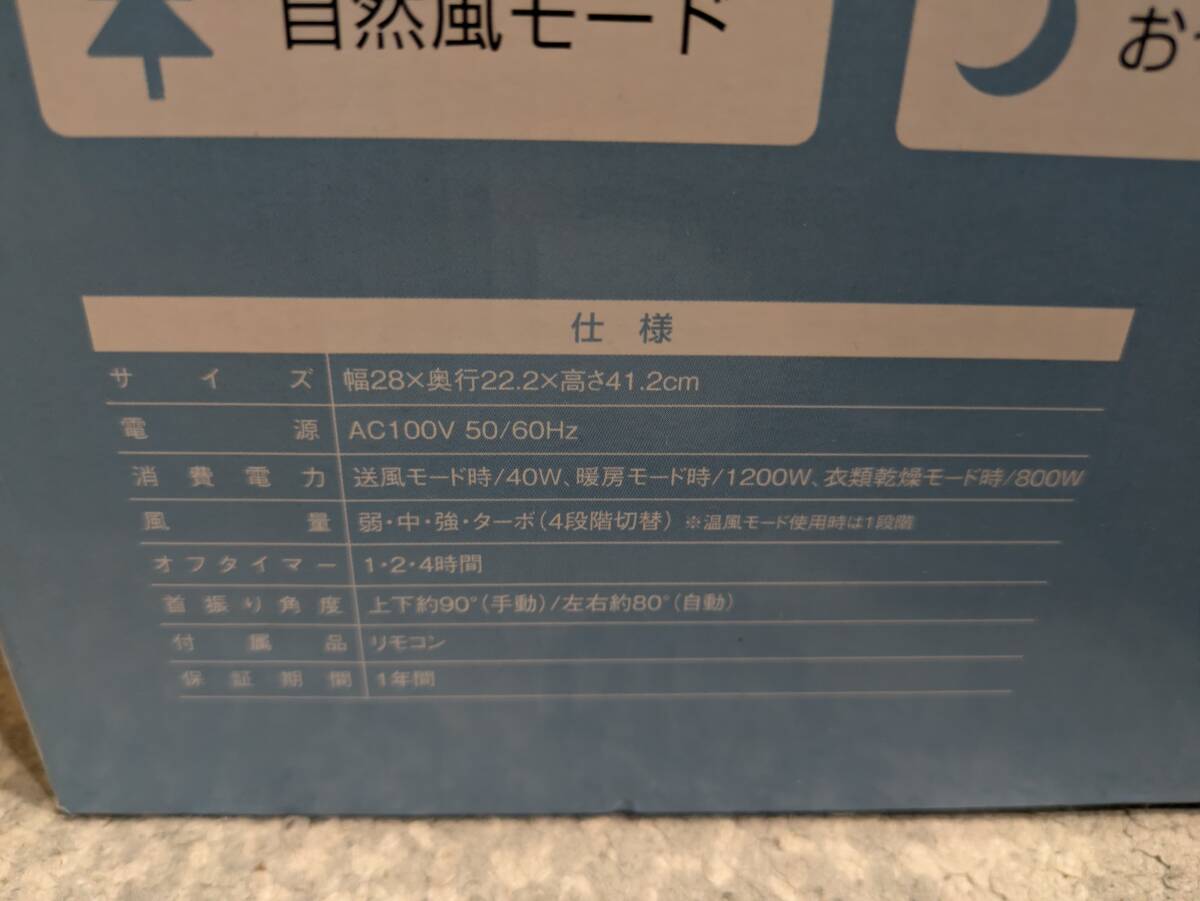 自然風モード
お
仕様
サイズ 幅28×奥行22.2×高さ41.2cm
電源 AC100V 50/60Hz
消費電力 送風モード時/40W、暖房モード時/1200W、衣類乾燥モード時/800W
風量 弱・中・強・ターボ(4段階切替) ※温風モード使用時は1段階
オフタイマー 1・2・4時間
首振り角度 上下約90°(手動)/左右約80°(自動)
付属品 リモコン
保証期間 1年間